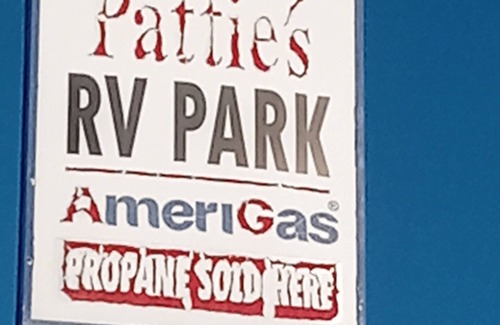 Pattie's
RV PARK
AmeriGas®
PROPANE SOLD HERE